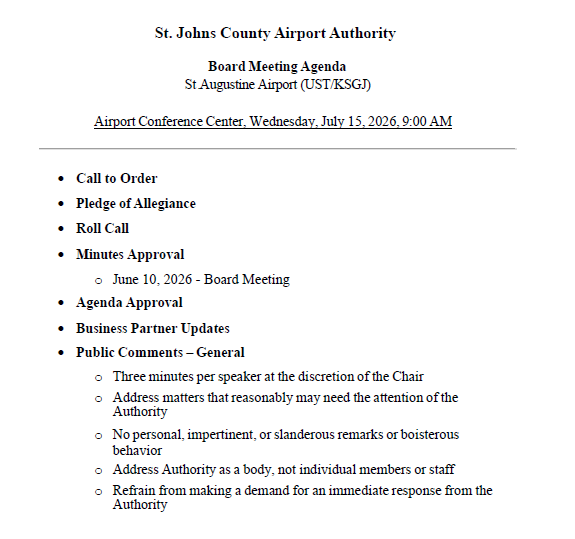 St. Johns County Airport Authority
Board Meeting Agenda
St Augustine Airport (UST/KSGJ)
Airport Conference Center, Wednesday, July 15, 2026, 9:00 AM
• Call to Order
• Pledge of Allegiance
• Roll Call
• Minutes Approval
o June 10, 2026 - Board Meeting
• Agenda Approval
• Business Partner Updates
• Public Comments – General
o Three minutes per speaker at the discretion of the Chair
o Address matters that reasonably may need the attention of the
Authority
o No personal, impertinent, or slanderous remarks or boisterous
behavior
o Address Authority as a body, not individual members or staff
o Refrain from making a demand for an immediate response from the
Authority